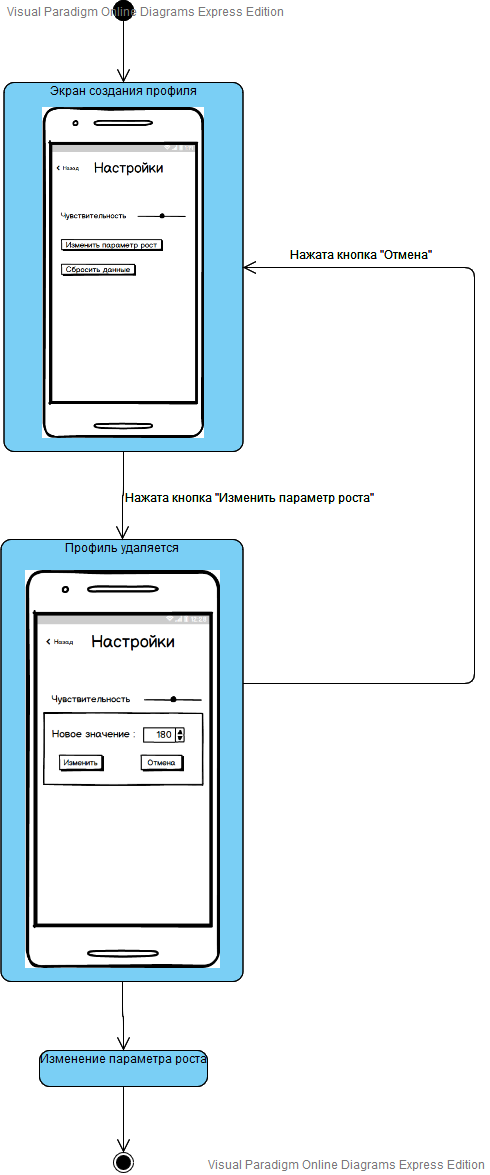 Visual Paradigm Online Diagrams Express Edition
Экран создания профиля
Назад
Настройки
Чувствительность
Изменить параметр рост
Сбросить данные
Нажата кнопка "Отмена"
Нажата кнопка "Изменить параметр роста"
Профиль удаляется
Назад
Настройки
Чувствительность
Новое значение : 180
Изменить Отмена
Изменение параметра роста
Visual Paradigm Online Diagrams Express Edition